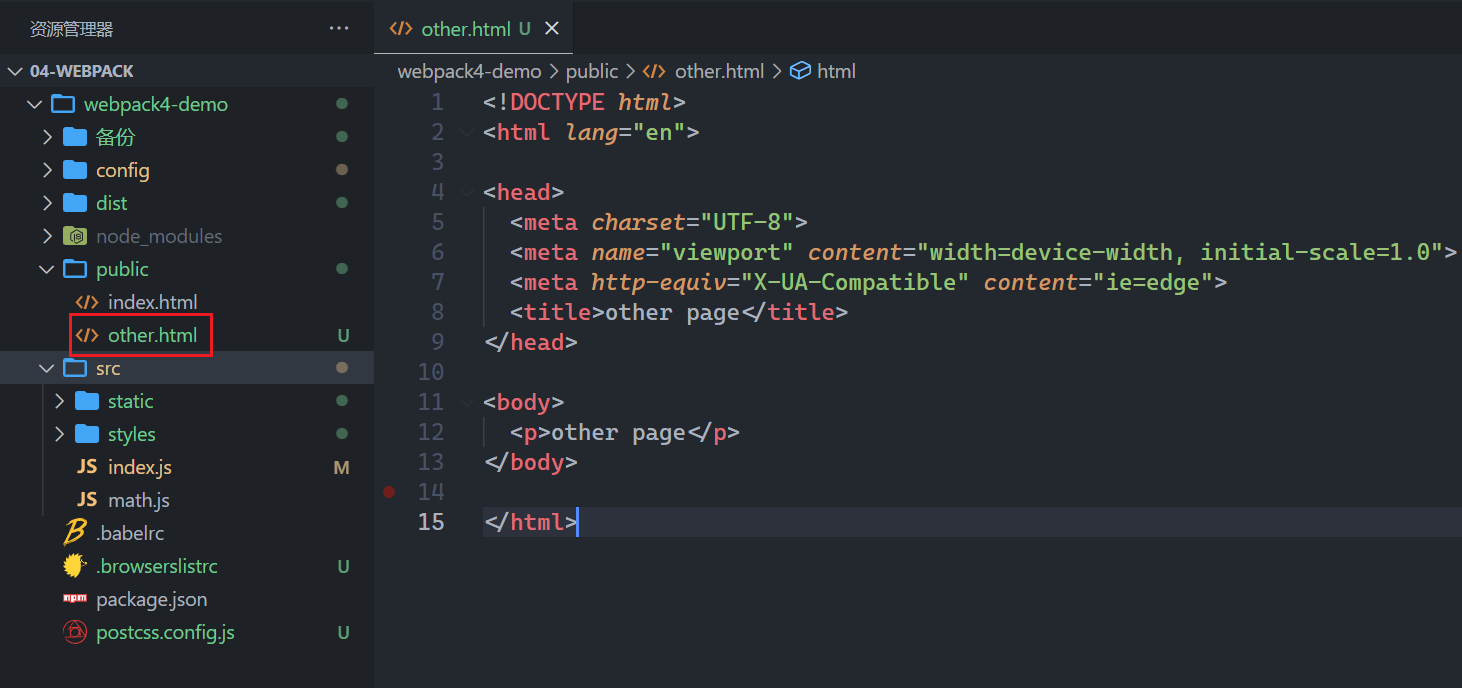 资源管理器 ···
04-WEBPACK
webpack4-demo
备份
config
dist
node_modules
public
index.html
other.html U
src
static
styles
JS index.js M
JS math.js
.babelrc
.browserslistrc U
npm package.json
postcss.config.js U
other.html U
webpack4-demo > public > other.html > html
1 <!DOCTYPE html>
2 <html lang="en">
3
4 <head>
5 <meta charset="UTF-8">
6 <meta name="viewport" content="width=device-width, initial-scale=1.0">
7 <meta http-equiv="X-UA-Compatible" content="ie=edge">
8 <title>other page</title>
9 </head>
10
11 <body>
12 <p>other page</p>
13 </body>
14
15 </html>